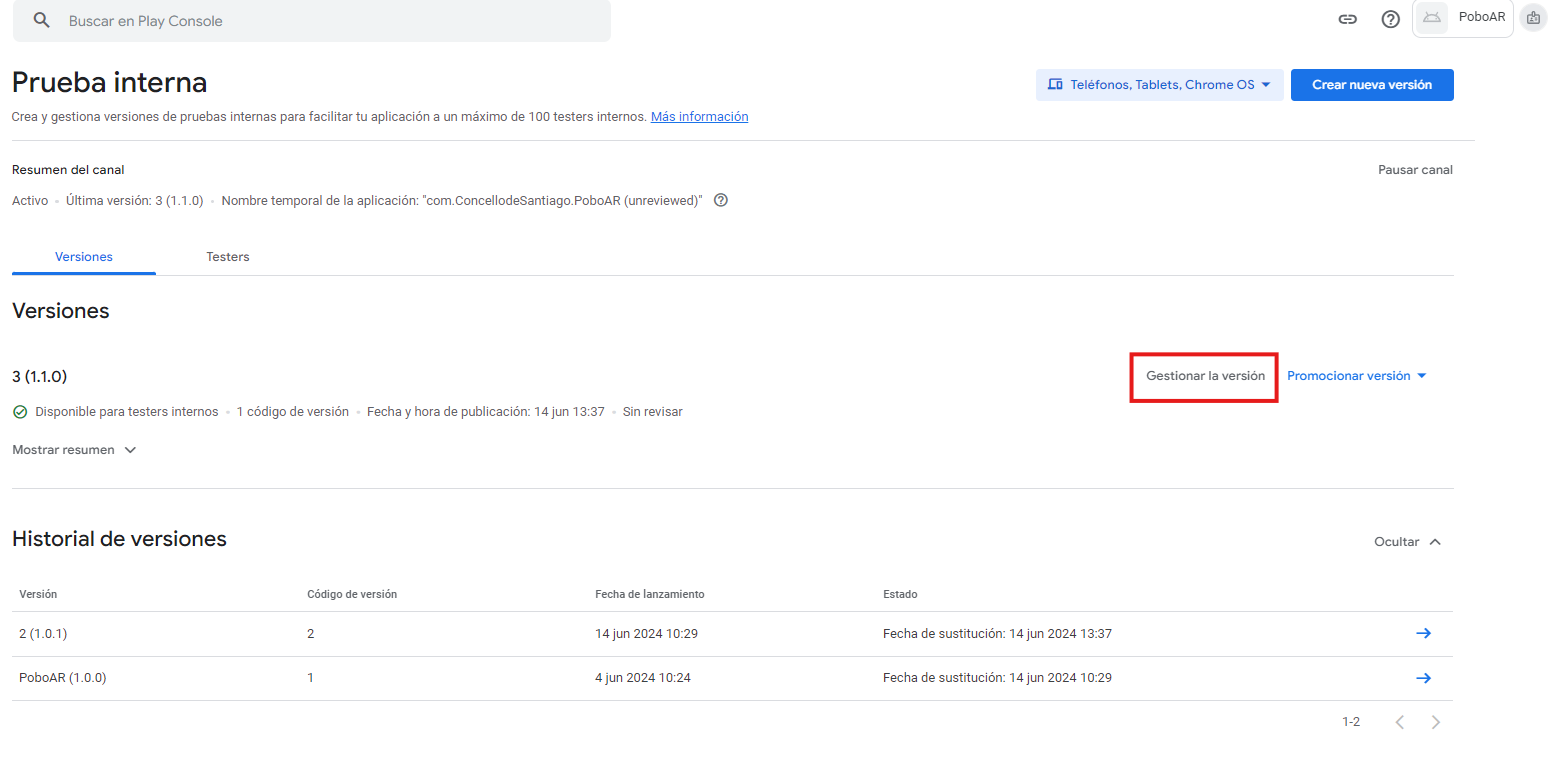 Buscar en Play Console
PoboAR
Prueba interna
Teléfonos, Tablets, Chrome OS
Crear nueva versión
Crea y gestiona versiones de pruebas internas para facilitar tu aplicación a un máximo de 100 testers internos. Más información
Resumen del canal
Pausar canal
Activo • Última versión: 3 (1.1.0) • Nombre temporal de la aplicación: "com.ConcellodeSantiago.PoboAR (unreviewed)"
Versiones Testers
Versiones
3 (1.1.0)
Gestionar la versión
Promocionar versión
Disponible para testers internos • 1 código de versión • Fecha y hora de publicación: 14 jun 13:37 • Sin revisar
Mostrar resumen
Historial de versiones
Ocultar
Versión Código de versión Fecha de lanzamiento Estado
2 (1.0.1) 2 14 jun 2024 10:29 Fecha de sustitución: 14 jun 2024 13:37
PoboAR (1.0.0) 1 4 jun 2024 10:24 Fecha de sustitución: 14 jun 2024 10:29
1-2